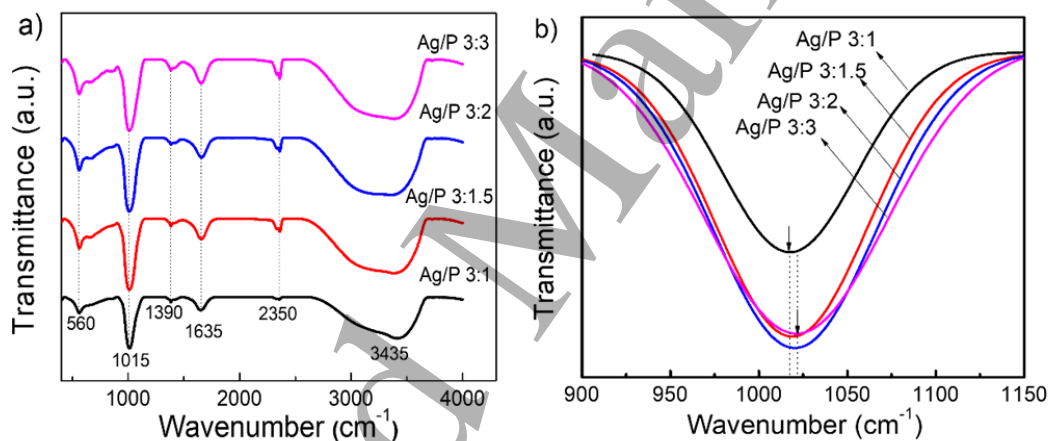 a)
Ag/P 3:3
Ag/P 3:2
Ag/P 3:1.5
Ag/P 3:1
560
1015
1390
1635
2350
3435
1000
2000
3000
4000
Transmittance (a.u.)
Wavenumber (cm⁻¹)
b)
Ag/P 3:1
Ag/P 3:1.5
Ag/P 3:2
Ag/P 3:3
900
950
1000
1050
1100
1150
Transmittance (a.u.)
Wavenumber (cm⁻¹)